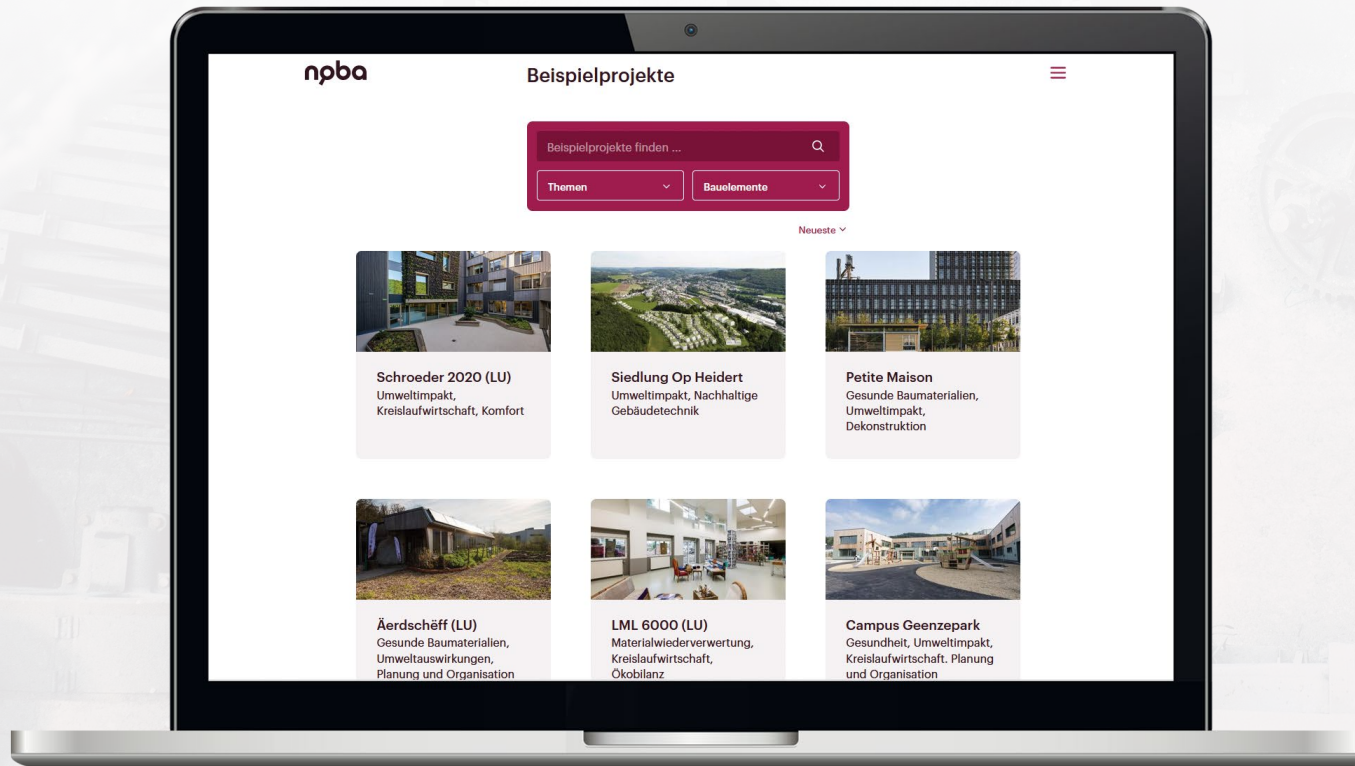 npba
Beispielprojekte
Beispielprojekte finden ...
Themen
Bauelemente
Neueste
Schroeder 2020 (LU)
Umweltimpakt,
Kreislaufwirtschaft, Komfort
Siedlung Op Heidert
Umweltimpakt, Nachhaltige
Gebäudetechnik
Petite Maison
Gesunde Baumaterialien,
Umweltimpakt,
Dekonstruktion
Äerdschëff (LU)
Gesunde Baumaterialien,
Umweltauswirkungen,
Planung und Organisation
LML 6000 (LU)
Materialwiederverwertung,
Kreislaufwirtschaft,
Ökobilanz
Campus Geenzepark
Gesundheit, Umweltimpakt,
Kreislaufwirtschaft. Planung
und Organisation